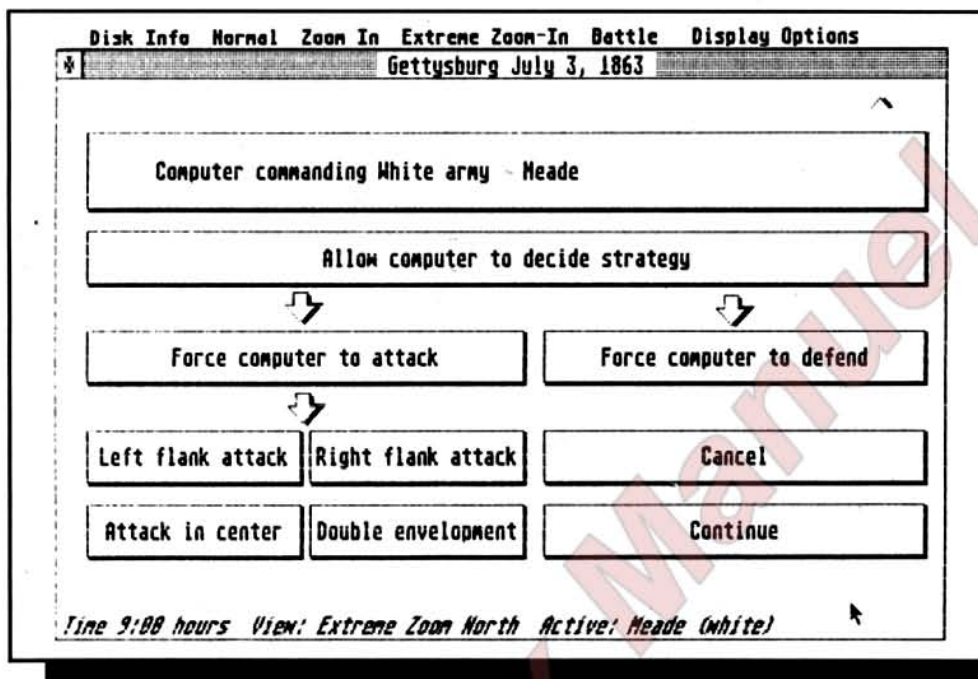 Disk Info Normal Zoom In Extreme Zoom-In Battle Display Options
Gettysburg July 3, 1863
Computer commanding White army - Meade
Allow computer to decide strategy
Force computer to attack Force computer to defend
Left flank attack Right flank attack Cancel
Attack in center Double envelopment Continue
Time 9:00 hours View: Extreme Zoom North Active: Meade (white)
Manuel